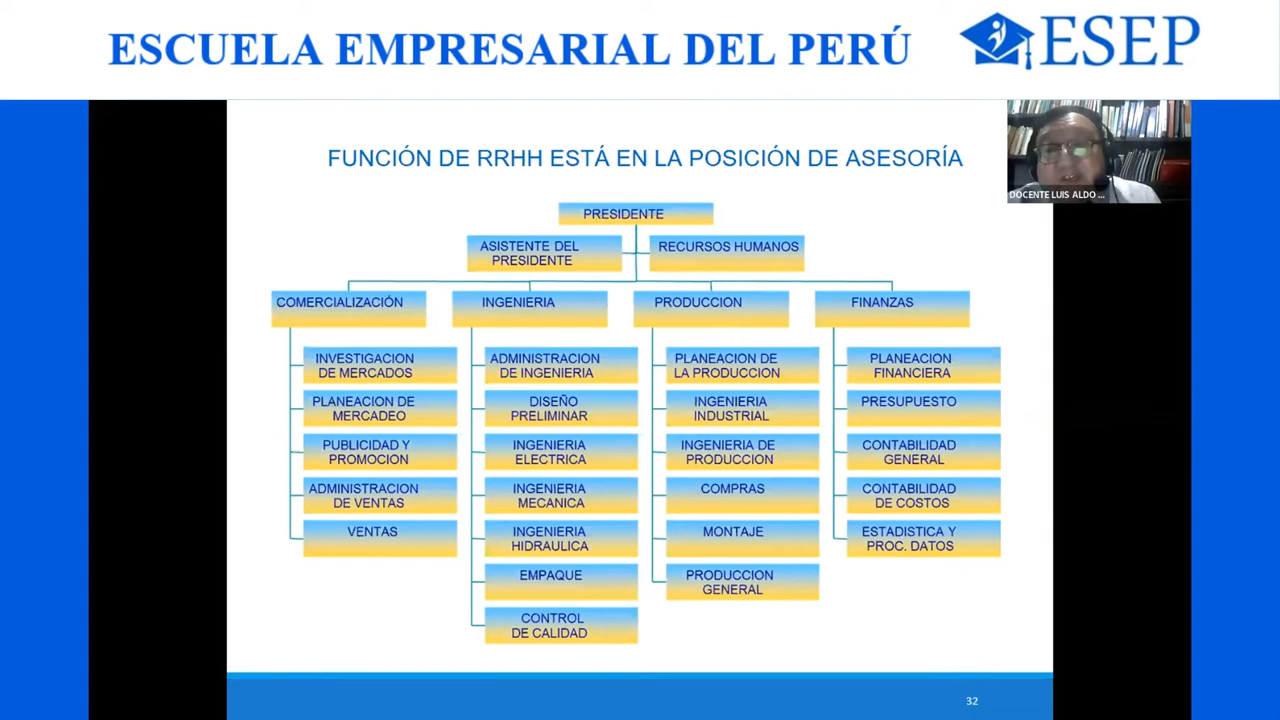 ESCUELA EMPRESARIAL DEL PERÚ
ESEP
FUNCIÓN DE RRHH ESTÁ EN LA POSICIÓN DE ASESORÍA
DOCENTE LUIS ALDO ...
PRESIDENTE
ASISTENTE DEL
PRESIDENTE
RECURSOS HUMANOS
COMERCIALIZACIÓN
INGENIERIA
PRODUCCION
FINANZAS
INVESTIGACION
DE MERCADOS
PLANEACION DE
MERCADEO
PUBLICIDAD Y
PROMOCION
ADMINISTRACION
DE VENTAS
VENTAS
ADMINISTRACION
DE INGENIERIA
DISEÑO
PRELIMINAR
INGENIERIA
ELECTRICA
INGENIERIA
MECANICA
INGENIERIA
HIDRAULICA
EMPAQUE
CONTROL
DE CALIDAD
PLANEACION DE
LA PRODUCCION
INGENIERIA
INDUSTRIAL
INGENIERIA DE
PRODUCCION
COMPRAS
MONTAJE
PRODUCCION
GENERAL
PLANEACION
FINANCIERA
PRESUPUESTO
CONTABILIDAD
GENERAL
CONTABILIDAD
DE COSTOS
ESTADISTICA Y
PROC. DATOS
32